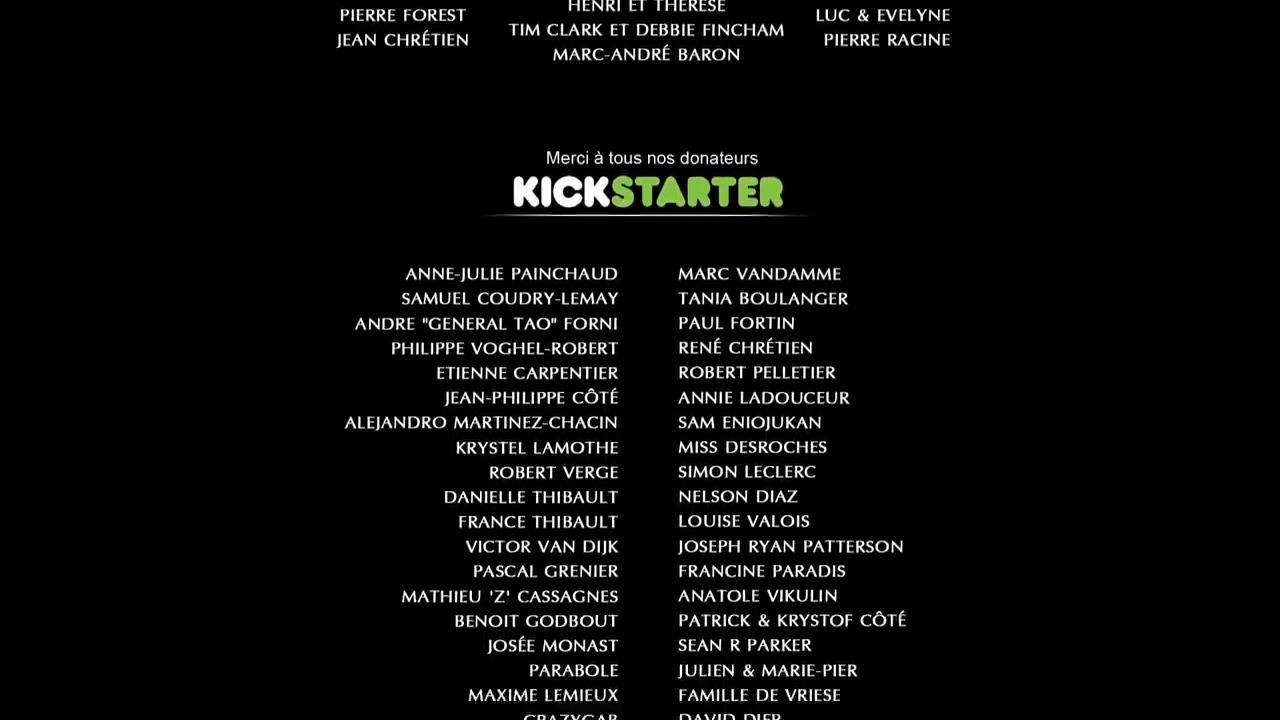 PIERRE FOREST
JEAN CHRÉTIEN
HENRI ET THÉRÈSE
TIM CLARK ET DEBBIE FINCHAM
MARC-ANDRÉ BARON
LUC & EVELYNE
PIERRE RACINE
Merci à tous nos donateurs
KICKSTARTER
ANNE-JULIE PAINCHAUD
SAMUEL COUDRY-LEMAY
ANDRE "GENERAL TAO" FORNI
PHILIPPE VOGHEL-ROBERT
ETIENNE CARPENTIER
JEAN-PHILIPPE CÔTÉ
ALEJANDRO MARTINEZ-CHACIN
KRYSTEL LAMOTHE
ROBERT VERGE
DANIELLE THIBAULT
FRANCE THIBAULT
VICTOR VAN DIJK
PASCAL GRENIER
MATHIEU 'Z' CASSAGNES
BENOIT GODBOUT
JOSÉE MONAST
PARABOLE
MAXIME LEMIEUX
MARC VANDAMME
TANIA BOULANGER
PAUL FORTIN
RENÉ CHRÉTIEN
ROBERT PELLETIER
ANNIE LADOUCEUR
SAM ENIOJUKAN
MISS DESROCHES
SIMON LECLERC
NELSON DIAZ
LOUISE VALOIS
JOSEPH RYAN PATTERSON
FRANCINE PARADIS
ANATOLE VIKULIN
PATRICK & KRYSTOF CÔTÉ
SEAN R PARKER
JULIEN & MARIE-PIER
FAMILLE DE VRIESE
DAVID